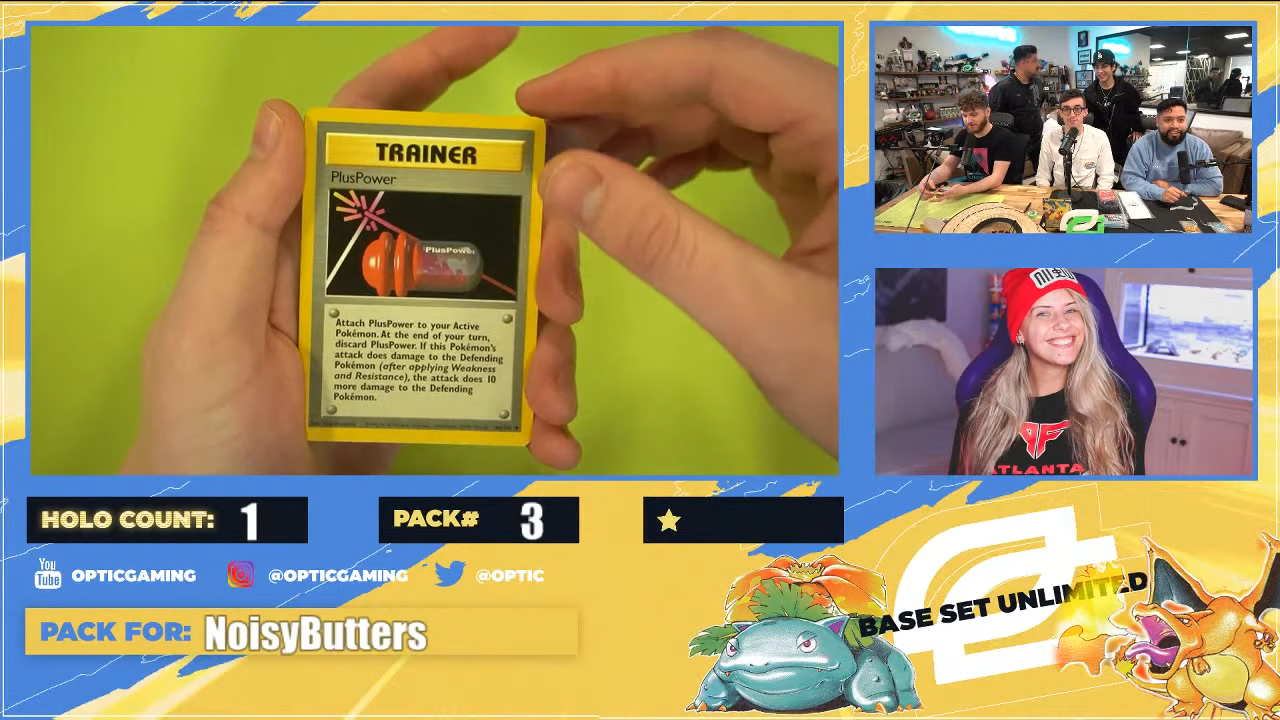 TRAINER
PlusPower
PlusPower
Attach PlusPower to your Active
Pokémon. At the end of your turn,
discard PlusPower. If this Pokémon's
attack does damage to the Defending
Pokémon (after applying Weakness
and Resistance), the attack does 10
more damage to the Defending
Pokémon.
ATLANTA
HOLO COUNT: 1
PACK# 3
You
Tube OPTICGAMING
@OPTICGAMING
@OPTIC
PACK FOR: NoisyButters
BASE SET UNLIMITED